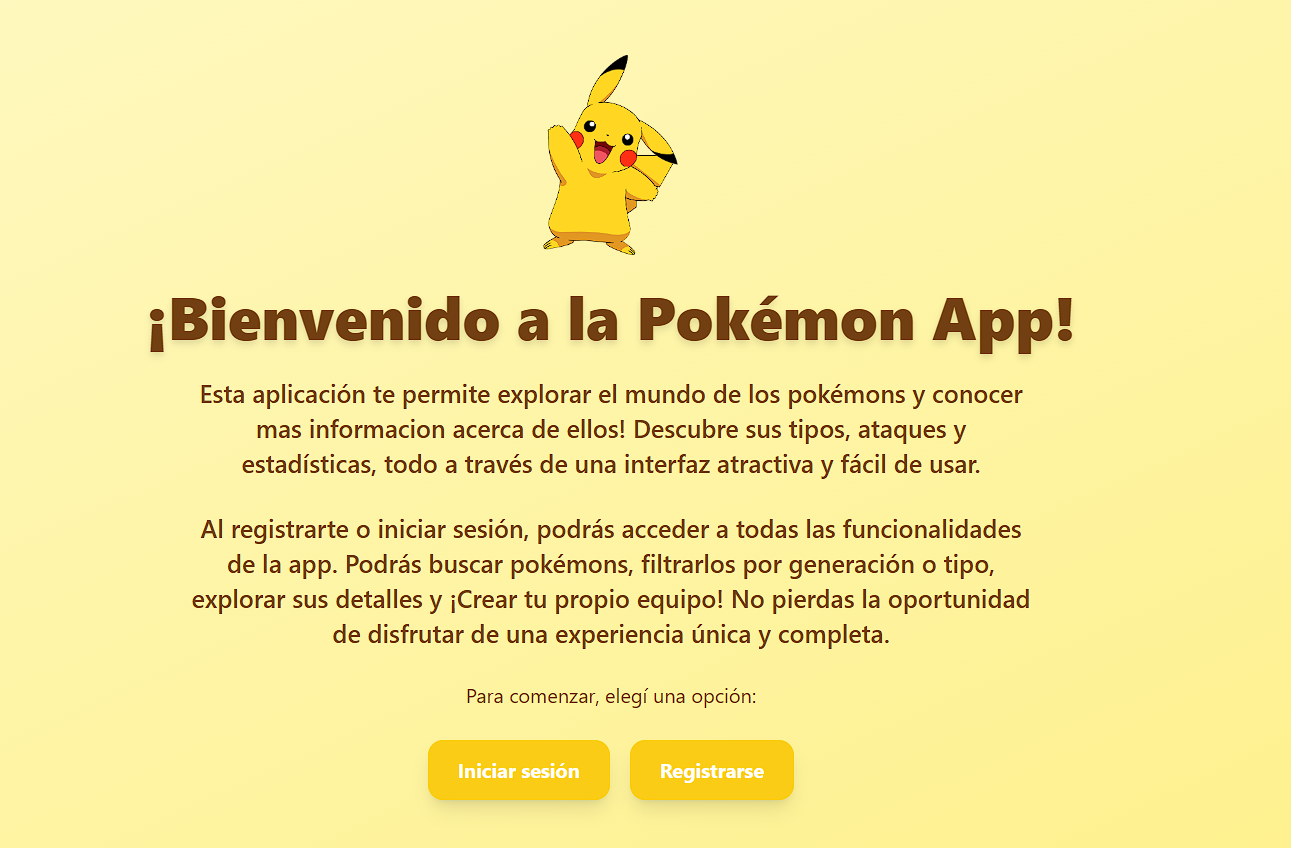 ¡Bienvenido a la Pokémon App!
Esta aplicación te permite explorar el mundo de los pokémons y conocer
mas informacion acerca de ellos! Descubre sus tipos, ataques y
estadísticas, todo a través de una interfaz atractiva y fácil de usar.
Al registrarte o iniciar sesión, podrás acceder a todas las funcionalidades
de la app. Podrás buscar pokémons, filtrarlos por generación o tipo,
explorar sus detalles y ¡Crear tu propio equipo! No pierdas la oportunidad
de disfrutar de una experiencia única y completa.
Para comenzar, elegí una opción:
Iniciar sesión
Registrarse